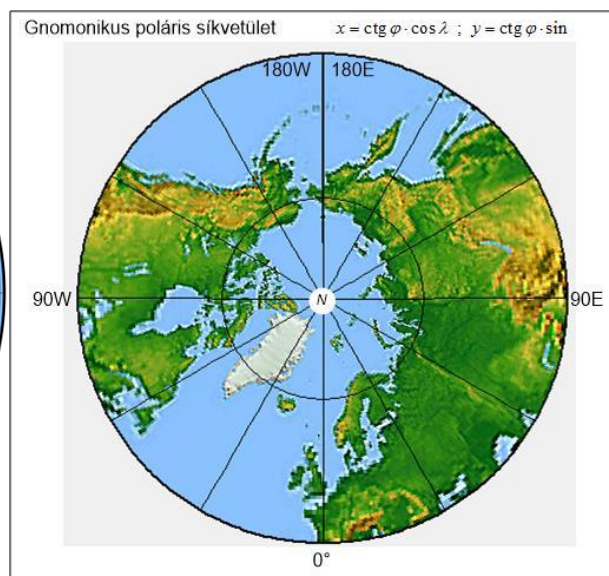 Gnomonikus poláris síkvetület x = ctg φ · cos λ ; y = ctg φ · sin
180W 180E
90W N 90E
0°